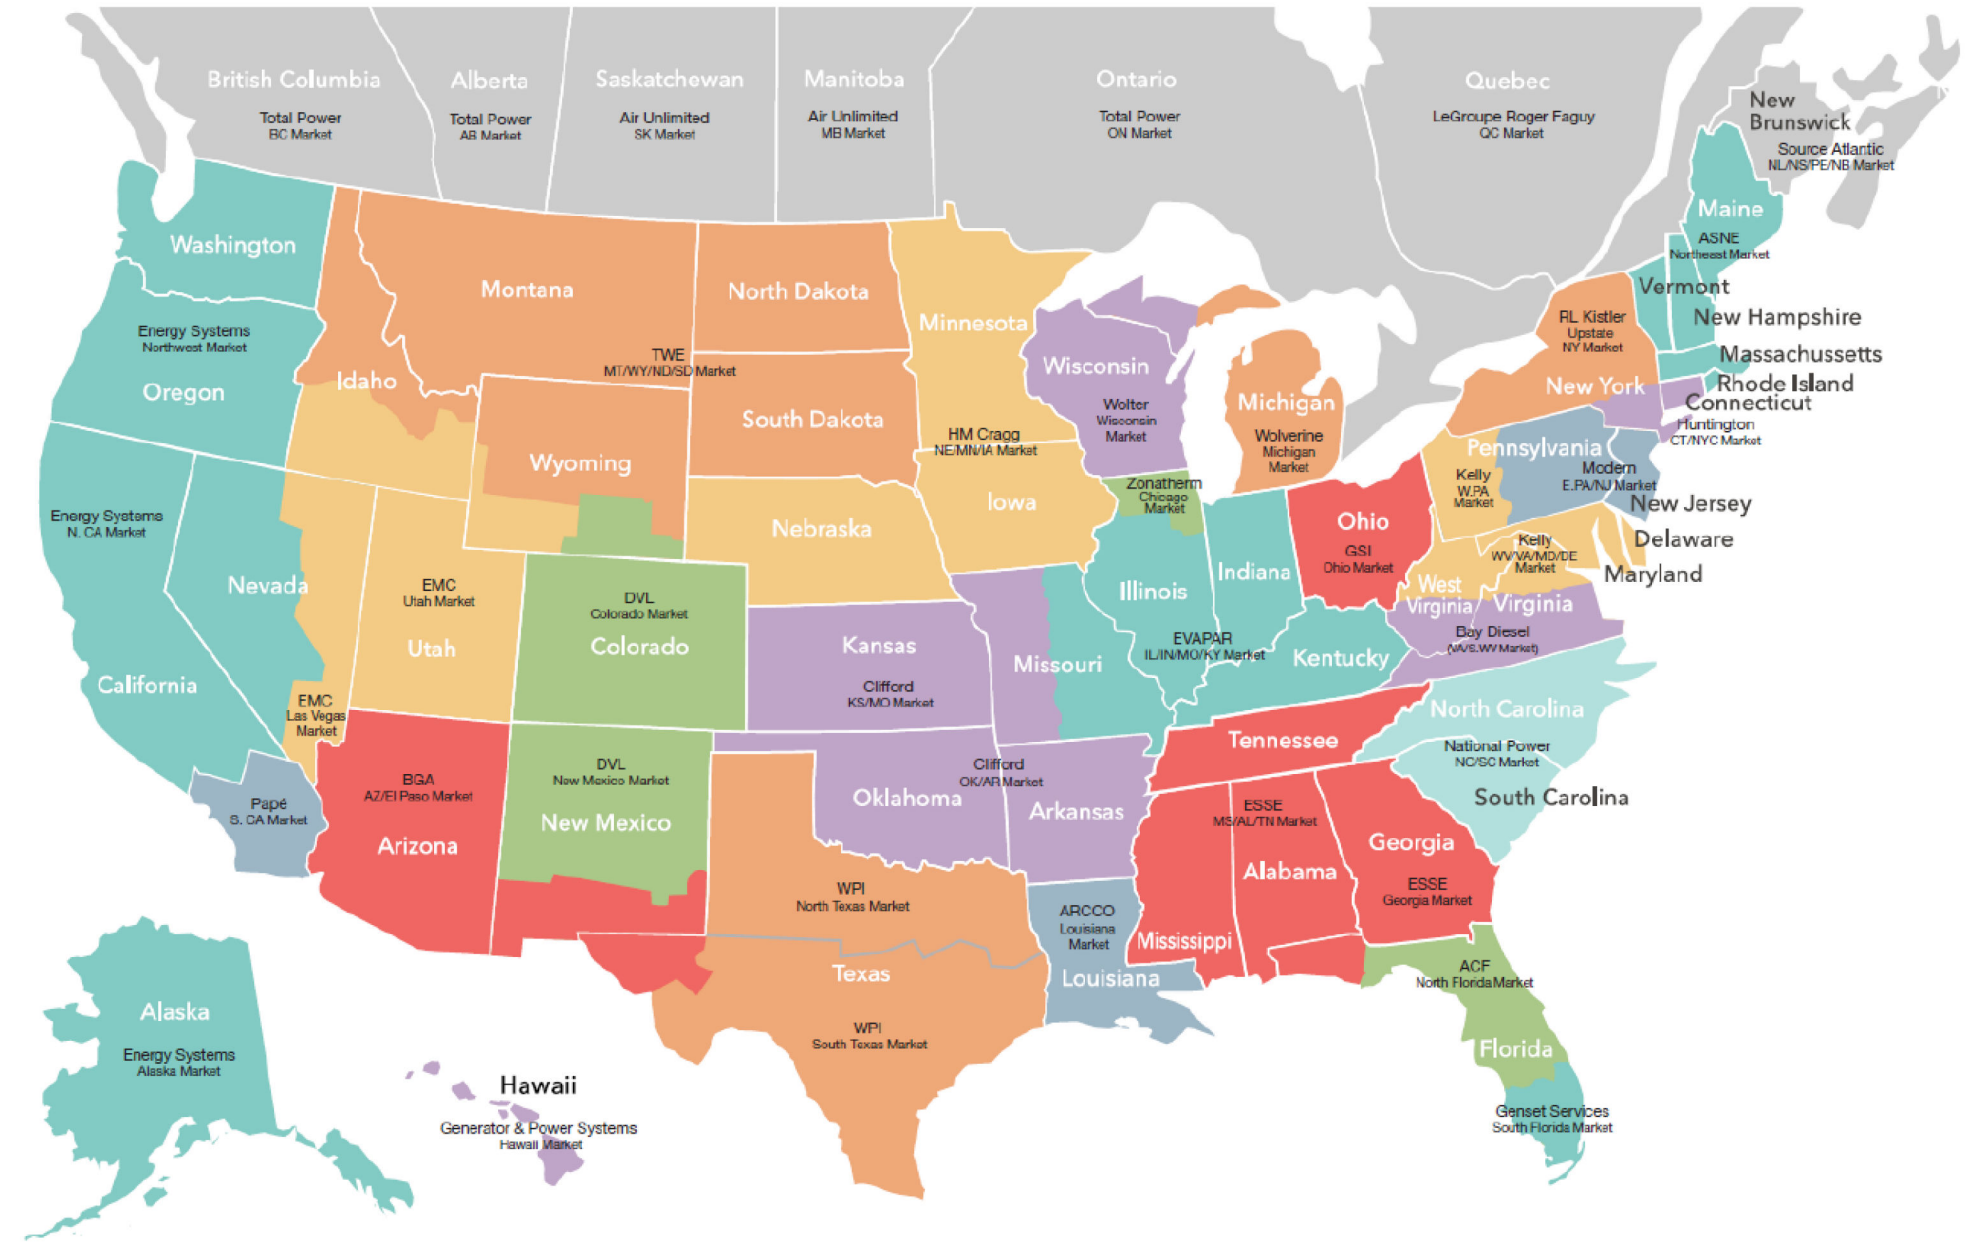 British Columbia
Total Power
BC Market
Alberta
Total Power
AB Market
Saskatchewan
Air Unlimited
SK Market
Manitoba
Air Unlimited
MB Market
Ontario
Total Power
ON Market
Quebec
LeGroupe Roger Faguy
QC Market
New
Brunswick
Source Atlantic
NL/NS/PE/NB Market
Maine
ASNE
Northeast Market
Vermont
New Hampshire
Massachussetts
Rhode Island
Connecticut
Huntington
CT/NYC Market
Washington
Energy Systems
Northwest Market
Oregon
Idaho
Montana
TWE
MT/WY/ND/SD Market
North Dakota
South Dakota
Wyoming
Minnesota
HM Cragg
NE/MN/IA Market
Iowa
Nebraska
Wisconsin
Wolter
Wisconsin
Market
Michigan
Wolverine
Michigan
Market
RL Kistler
Upstate
NY Market
New York
Pennsylvania
Kelly
W.PA
Market
Modern
E.PA/NJ Market
New Jersey
Delaware
Maryland
Kelly
WV/VA/MD/DE
Market
West
Virginia
Virginia
Bay Diesel
(VA/S.WV Market)
Ohio
GSI
Ohio Market
Zonatherm
Chicago
Market
Illinois
Indiana
EVAPAR
IL/IN/MO/KY Market
Kentucky
Missouri
Kansas
Clifford
KS/MO Market
Energy Systems
N. CA Market
California
Nevada
EMC
Las Vegas
Market
EMC
Utah Market
Utah
DVL
Colorado Market
Colorado
Papé
S. CA Market
BGA
AZ/El Paso Market
Arizona
DVL
New Mexico Market
New Mexico
Oklahoma
Clifford
OK/AR Market
Arkansas
Tennessee
North Carolina
National Power
NC/SC Market
South Carolina
ESSE
MS/AL/TN Market
Mississippi
Alabama
Georgia
ESSE
Georgia Market
WPI
North Texas Market
Texas
WPI
South Texas Market
ARCCO
Louisiana
Market
Louisiana
ACF
North Florida Market
Florida
Genset Services
South Florida Market
Alaska
Energy Systems
Alaska Market
Hawaii
Generator & Power Systems
Hawaii Market